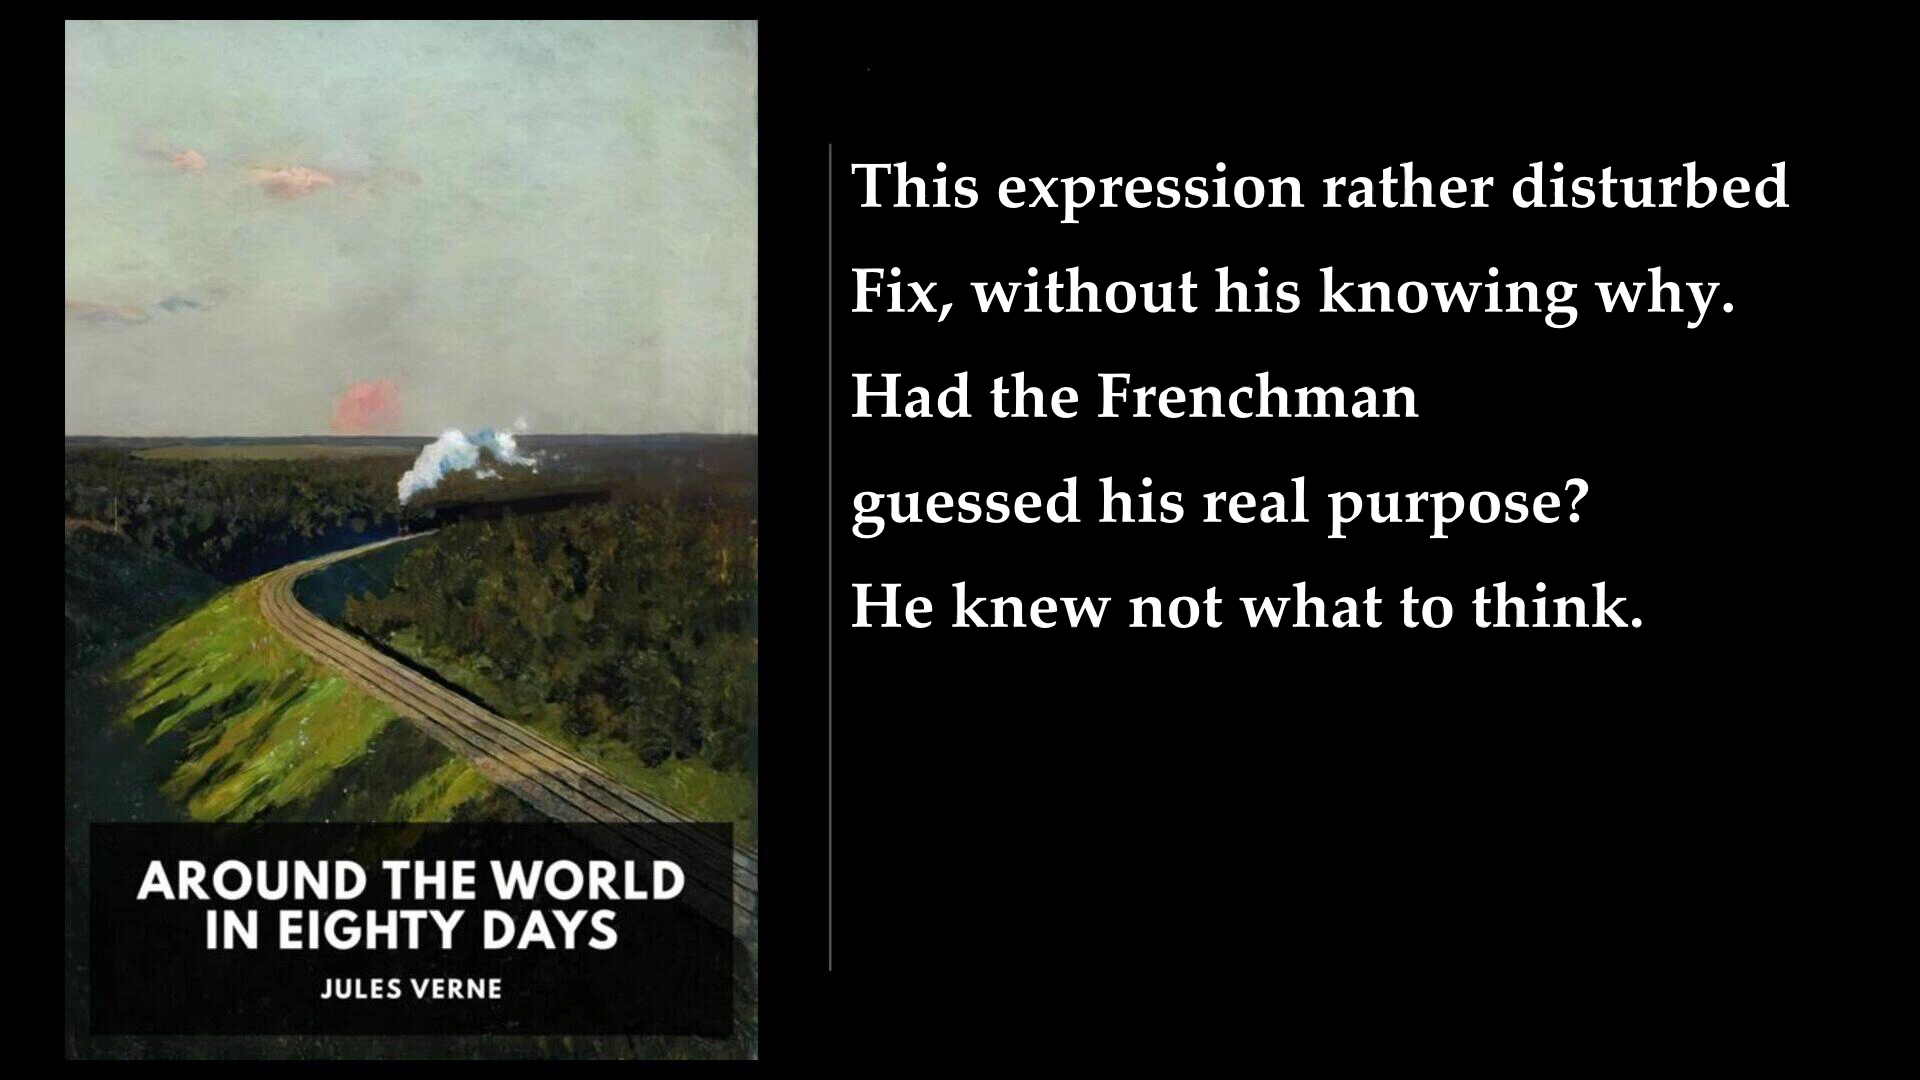 This expression rather disturbed
Fix, without his knowing why.
Had the Frenchman
guessed his real purpose?
He knew not what to think.
AROUND THE WORLD
IN EIGHTY DAYS
JULES VERNE